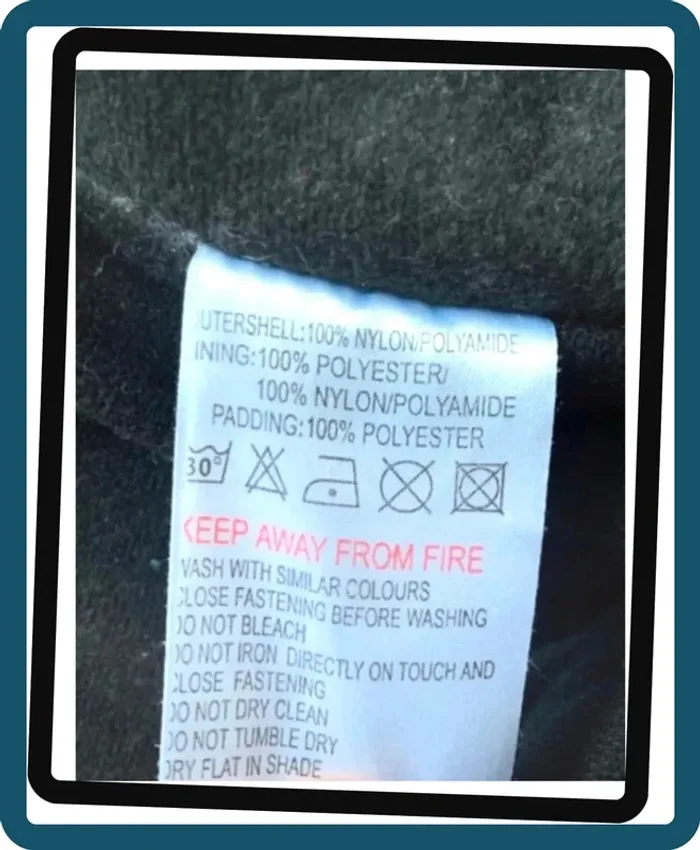 UTERSHELL:100% NYLON/POLYAMIDE
INING:100% POLYESTER/
100% NYLON/POLYAMIDE
PADDING:100% POLYESTER
30°
KEEP AWAY FROM FIRE
WASH WITH SIMILAR COLOURS
CLOSE FASTENING BEFORE WASHING
DO NOT BLEACH
DO NOT IRON DIRECTLY ON TOUCH AND
CLOSE FASTENING
DO NOT DRY CLEAN
DO NOT TUMBLE DRY
DRY FLAT IN SHADE